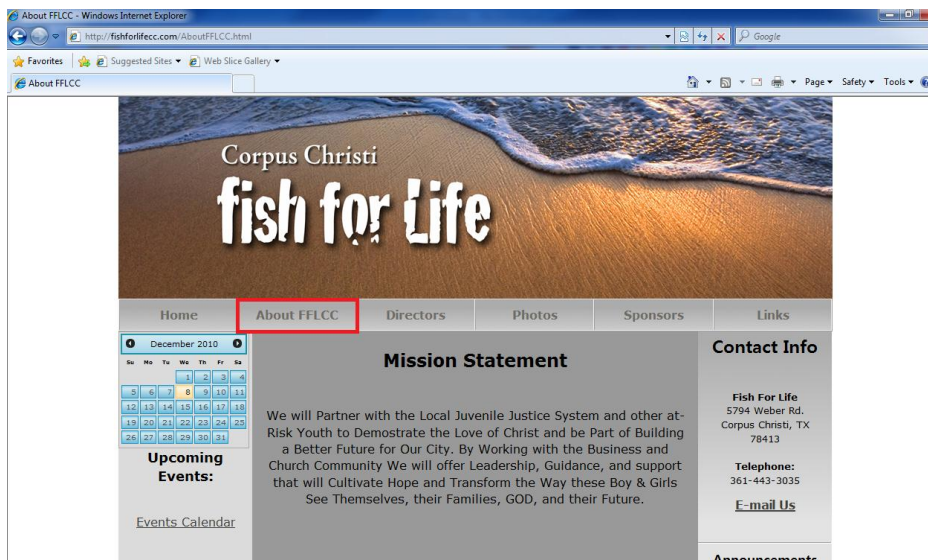 About FFLCC - Windows Internet Explorer
http://fishforlifecc.com/AboutFFLCC.html
Google
Favorites Suggested Sites Web Slice Gallery
About FFLCC
Page Safety Tools
Corpus Christi
fish for Life
Home About FFLCC Directors Photos Sponsors Links
December 2010
Su Mo Tu We Th Fr Sa
1 2 3 4
5 6 7 8 9 10 11
12 13 14 15 16 17 18
19 20 21 22 23 24 25
26 27 28 29 30 31
Upcoming
Events:
Events Calendar
Mission Statement
We will Partner with the Local Juvenile Justice System and other at-
Risk Youth to Demostrate the Love of Christ and be Part of Building
a Better Future for Our City. By Working with the Business and
Church Community We will offer Leadership, Guidance, and support
that will Cultivate Hope and Transform the Way these Boy & Girls
See Themselves, their Families, GOD, and their Future.
Contact Info
Fish For Life
5794 Weber Rd.
Corpus Christi, TX
78413
Telephone:
361-443-3035
E-mail Us
Announcements